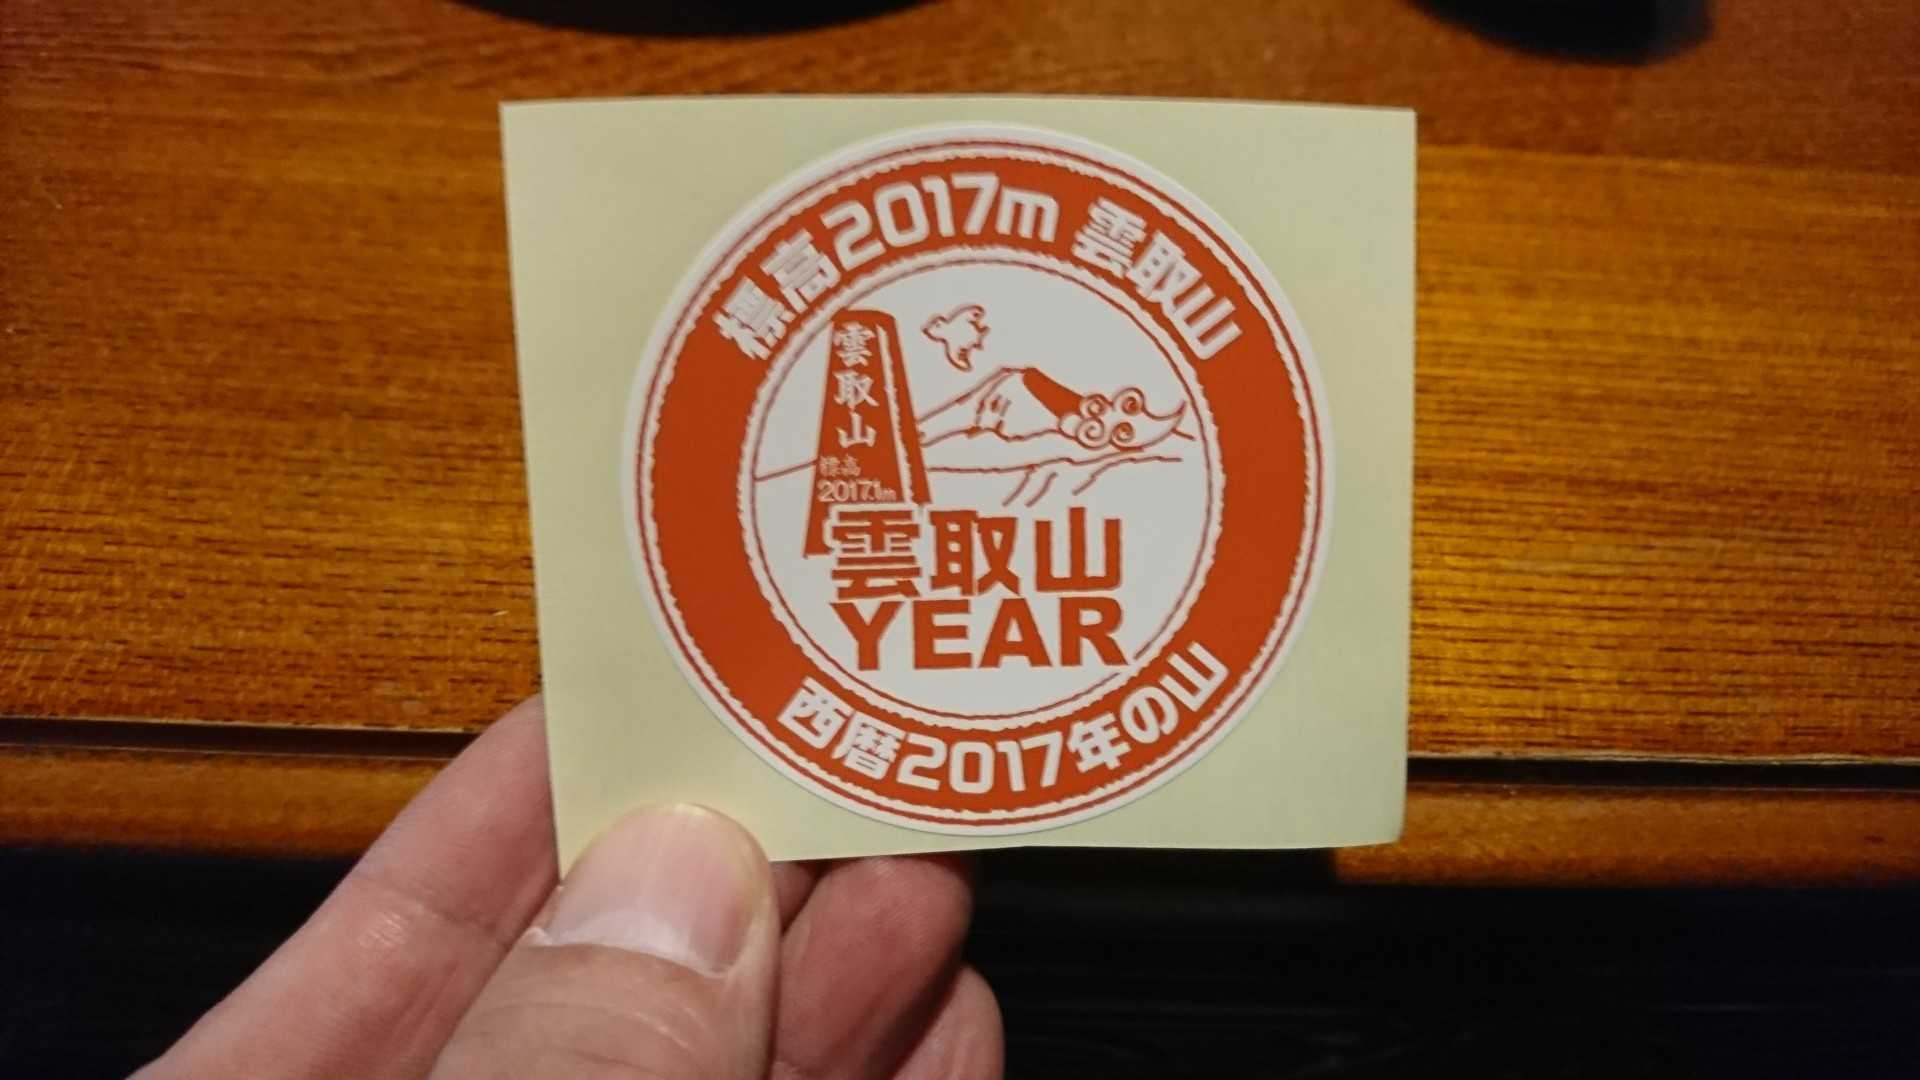 標高2017m 雲取山
雲取山
標高
2017.1m
雲取山
YEAR
西暦2017年の山